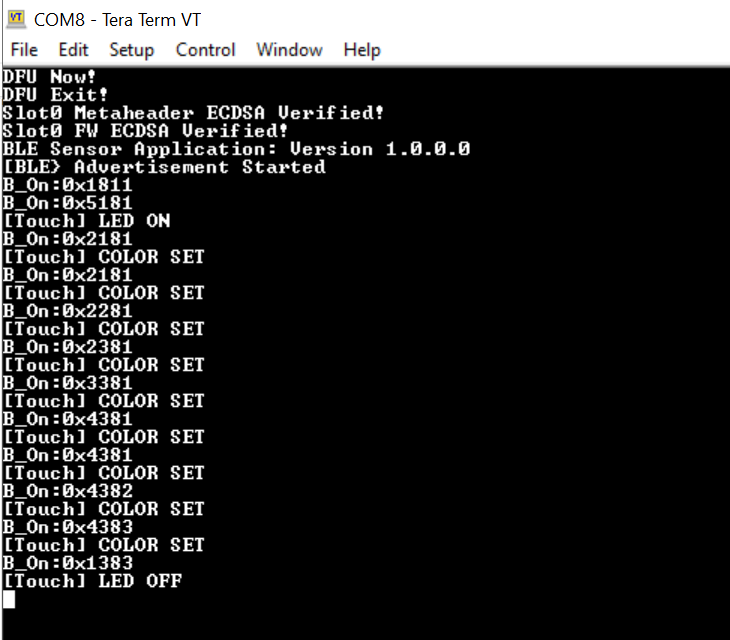 VT
COM8 - Tera Term VT
File Edit Setup Control Window Help
DFU Now!
DFU Exit!
Slot0 Metaheader ECDSA Verified!
Slot0 FW ECDSA Verified!
BLE Sensor Application: Version 1.0.0.0
[BLE} Advertisement Started
B_On:0x1811
B_On:0x5181
[Touch] LED ON
B_On:0x2181
[Touch] COLOR SET
B_On:0x2181
[Touch] COLOR SET
B_On:0x2281
[Touch] COLOR SET
B_On:0x2381
[Touch] COLOR SET
B_On:0x3381
[Touch] COLOR SET
B_On:0x4381
[Touch] COLOR SET
B_On:0x4381
[Touch] COLOR SET
B_On:0x4382
[Touch] COLOR SET
B_On:0x4383
[Touch] COLOR SET
B_On:0x1383
[Touch] LED OFF